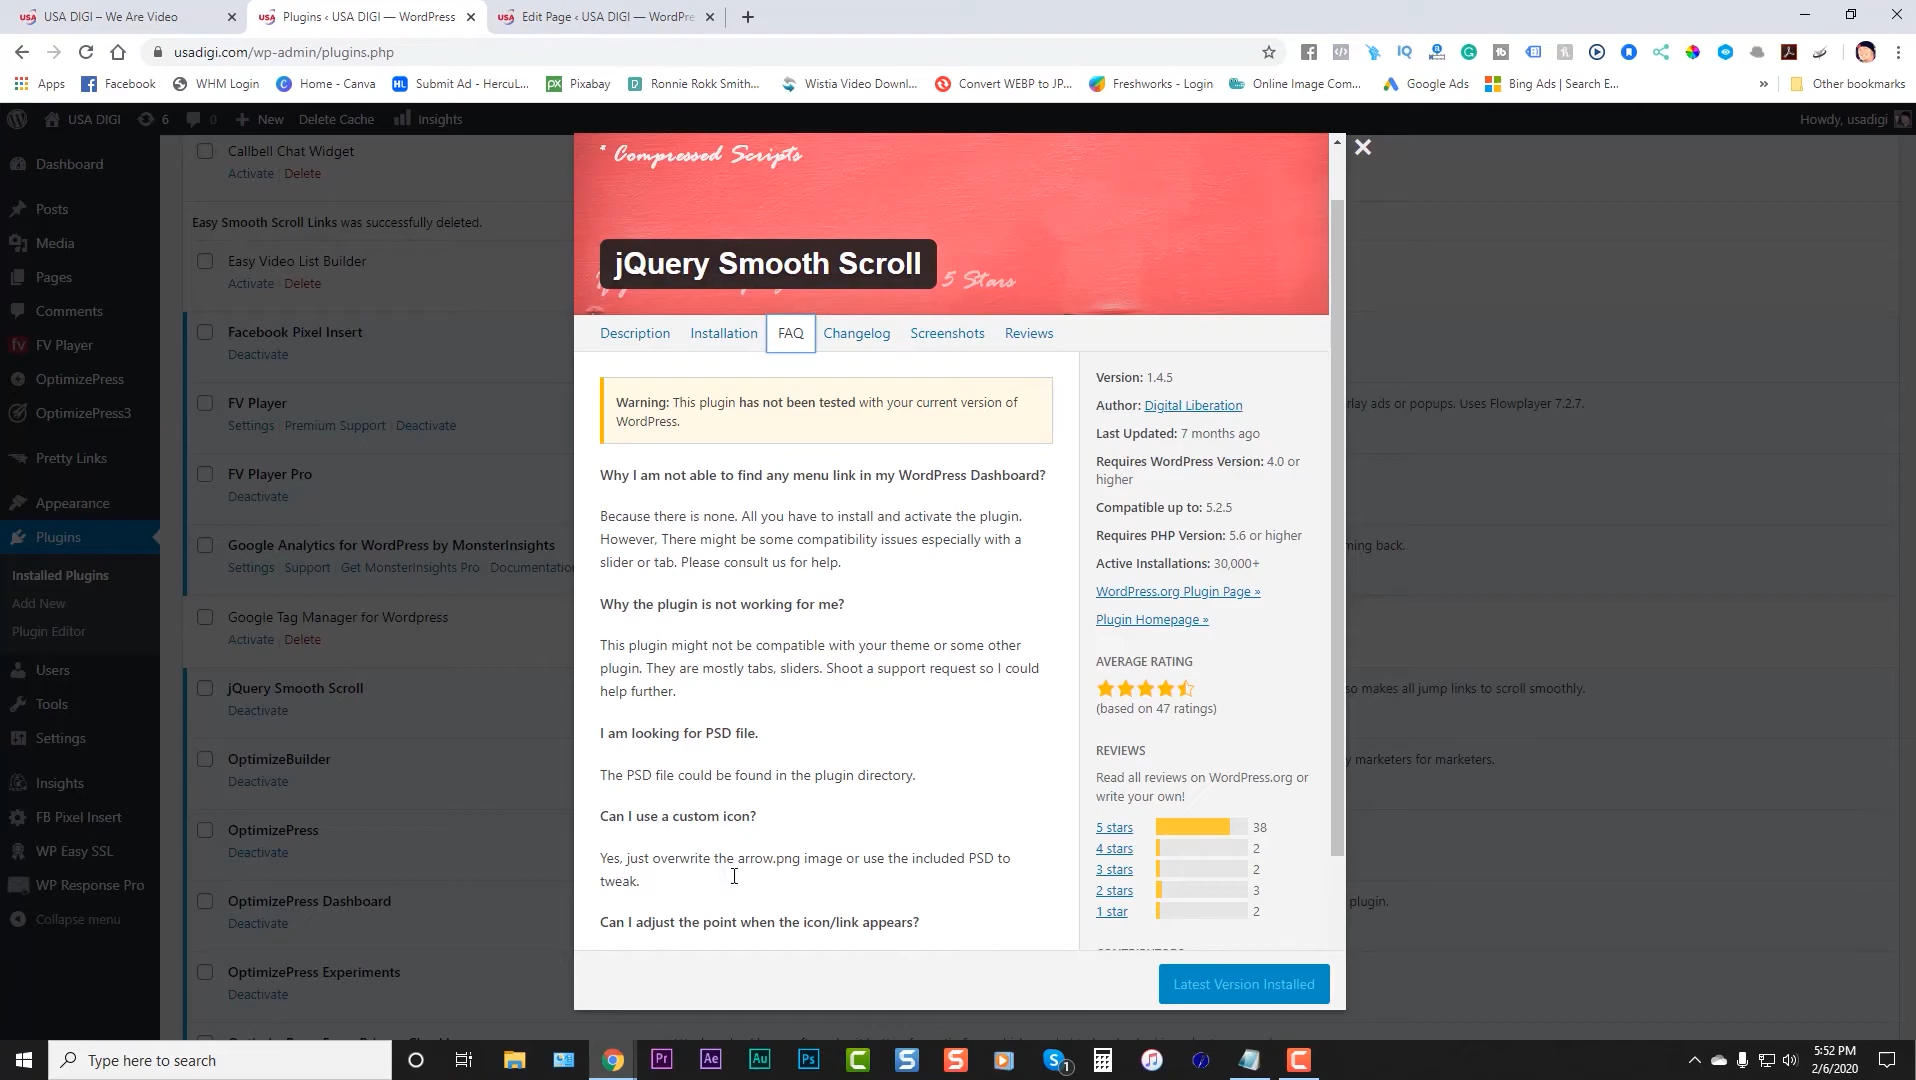 USA DIGI – We Are Video
Plugins ‹ USA DIGI — WordPress
Edit Page ‹ USA DIGI — WordPre
usadigi.com/wp-admin/plugins.php
Apps
Facebook
WHM Login
Home - Canva
Submit Ad - HercuL...
Pixabay
Ronnie Rokk Smith...
Wistia Video Downl...
Convert WEBP to JP...
Freshworks - Login
Online Image Com...
Google Ads
Bing Ads | Search E...
Other bookmarks
USA DIGI
6
0
New
Delete Cache
Insights
Howdy, usadigi
Dashboard
Posts
Media
Pages
Comments
FV Player
OptimizePress
OptimizePress3
Pretty Links
Appearance
Plugins
Installed Plugins
Add New
Plugin Editor
Users
Tools
Settings
Insights
FB Pixel Insert
WP Easy SSL
WP Response Pro
Collapse menu
Callbell Chat Widget
Activate | Delete
Easy Smooth Scroll Links was successfully deleted.
Easy Video List Builder
Activate | Delete
Facebook Pixel Insert
Deactivate
FV Player
Settings | Premium Support | Deactivate
FV Player Pro
Deactivate
Google Analytics for WordPress by MonsterInsights
Settings | Support | Get MonsterInsights Pro | Documentatio
Google Tag Manager for Wordpress
Activate | Delete
jQuery Smooth Scroll
Deactivate
OptimizeBuilder
Deactivate
OptimizePress
Deactivate
OptimizePress Dashboard
Deactivate
OptimizePress Experiments
Deactivate
* Compressed Scripts
5 Stars
jQuery Smooth Scroll
Description
Installation
FAQ
Changelog
Screenshots
Reviews
Warning: This plugin has not been tested with your current version of
WordPress.
Why I am not able to find any menu link in my WordPress Dashboard?
Because there is none. All you have to install and activate the plugin.
However, There might be some compatibility issues especially with a
slider or tab. Please consult us for help.
Why the plugin is not working for me?
This plugin might not be compatible with your theme or some other
plugin. They are mostly tabs, sliders. Shoot a support request so I could
help further.
I am looking for PSD file.
The PSD file could be found in the plugin directory.
Can I use a custom icon?
Yes, just overwrite the arrow.png image or use the included PSD to
tweak.
Can I adjust the point when the icon/link appears?
Version: 1.4.5
Author: Digital Liberation
Last Updated: 7 months ago
Requires WordPress Version: 4.0 or
higher
Compatible up to: 5.2.5
Requires PHP Version: 5.6 or higher
Active Installations: 30,000+
WordPress.org Plugin Page »
Plugin Homepage »
AVERAGE RATING
(based on 47 ratings)
REVIEWS
Read all reviews on WordPress.org or
write your own!
5 stars 38
4 stars 2
3 stars 2
2 stars 3
1 star 2
Latest Version Installed
rlay ads or popups. Uses Flowplayer 7.2.7.
ming back.
so makes all jump links to scroll smoothly.
y marketers for marketers.
plugin.
Type here to search
5:52 PM
2/6/2020